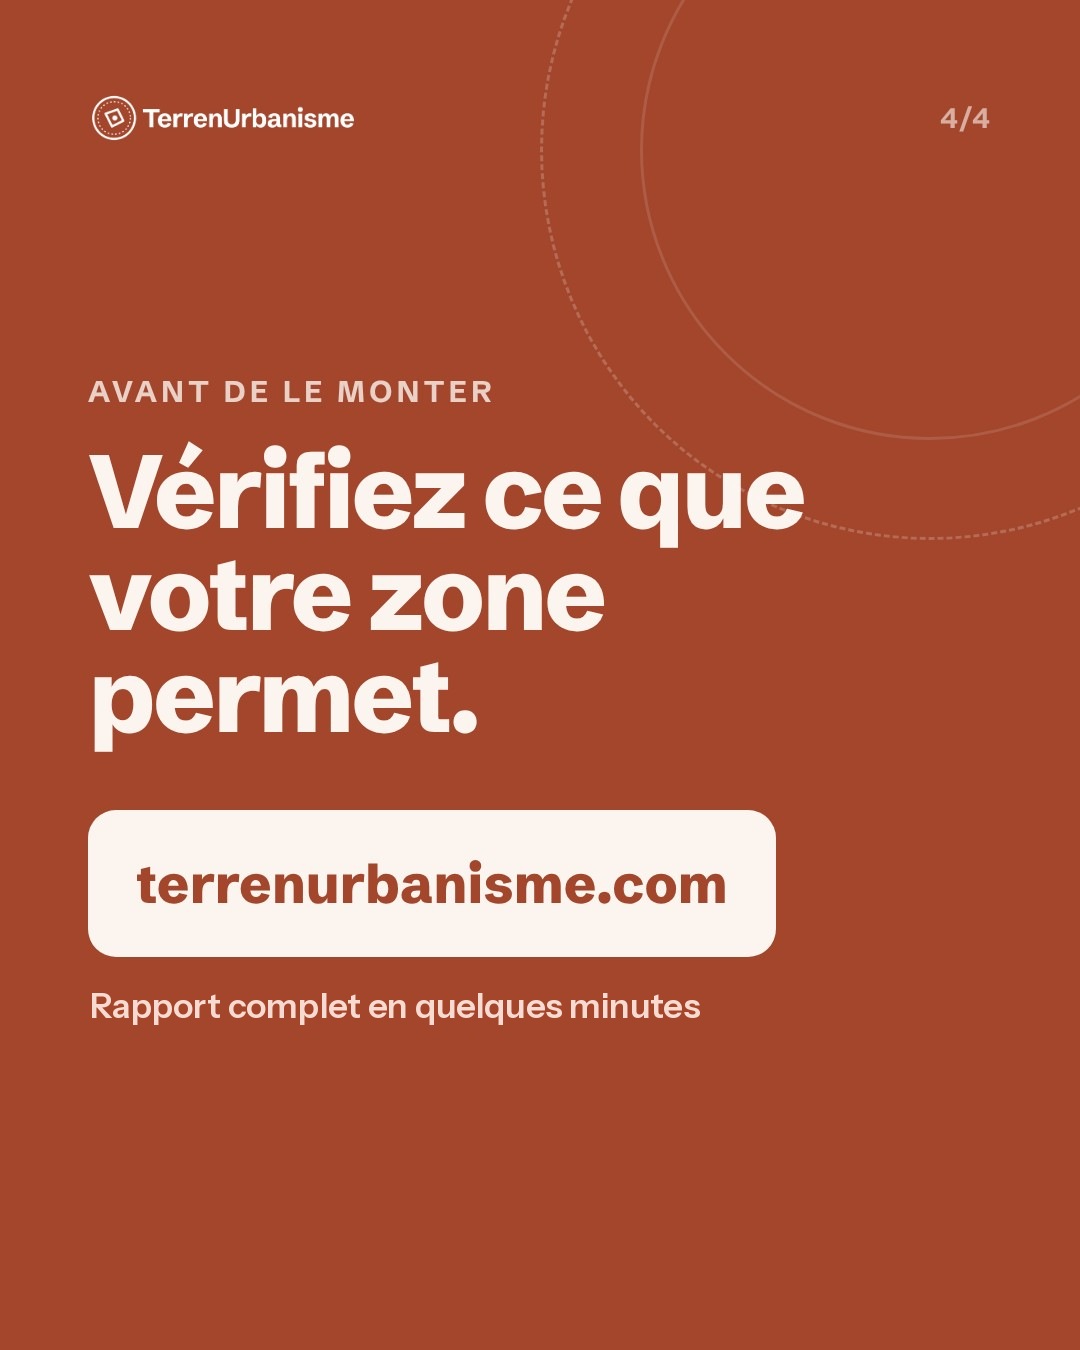 TerrenUrbanisme
4/4
AVANT DE LE MONTER
Vérifiez ce que
votre zone
permet.
terrenurbanisme.com
Rapport complet en quelques minutes